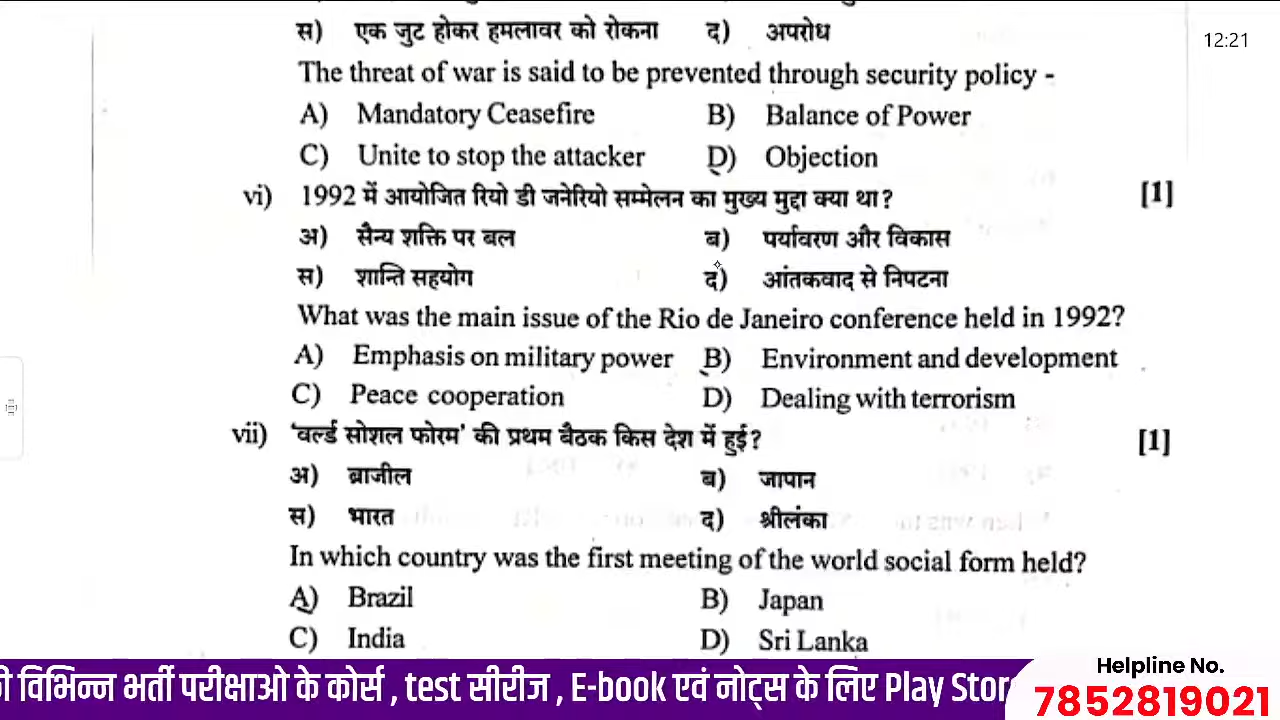 स) एक जुट होकर हमलावर को रोकना द) अपरोध
12:21
The threat of war is said to be prevented through security policy -
A) Mandatory Ceasefire B) Balance of Power
C) Unite to stop the attacker D) Objection
vi) 1992 में आयोजित रियो डी जनेरियो सम्मेलन का मुख्य मुद्दा क्या था? [1]
अ) सैन्य शक्ति पर बल ब) पर्यावरण और विकास
स) शान्ति सहयोग द) आंतकवाद से निपटना
What was the main issue of the Rio de Janeiro conference held in 1992?
A) Emphasis on military power B) Environment and development
C) Peace cooperation D) Dealing with terrorism
vii) 'वर्ल्ड सोशल फोरम' की प्रथम बैठक किस देश में हुई? [1]
अ) ब्राजील ब) जापान
स) भारत द) श्रीलंका
In which country was the first meeting of the world social form held?
A) Brazil B) Japan
C) India D) Sri Lanka
विभिन्न भर्ती परीक्षाओ के कोर्स , test सीरीज , E-book एवं नोट्स के लिए Play
Helpline No.
7852819021